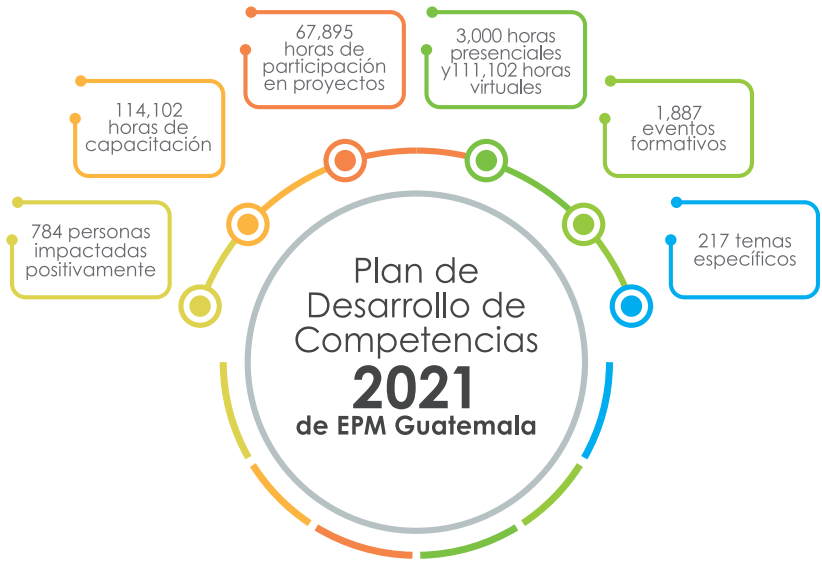 784 personas
impactadas
positivamente
114,102
horas de
capacitación
67,895
horas de
participación
en proyectos
3,000 horas
presenciales
y111,102 horas
virtuales
1,887
eventos
formativos
217 temas
específicos
Plan de
Desarrollo de
Competencias
2021
de EPM Guatemala